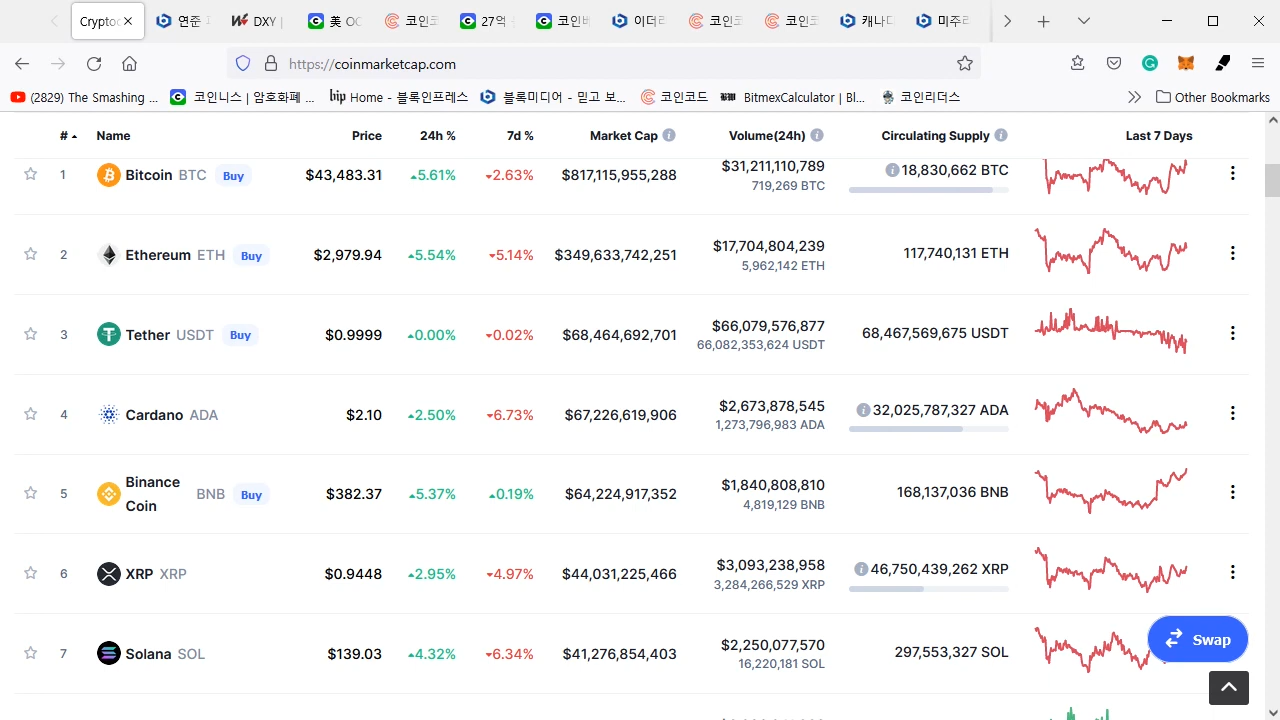 Cryptoc
연준
DXY |
美 OC
코인코
27억
코인비
이더리
코인코
코인코
캐나다
미주리
https://coinmarketcap.com
(2829) The Smashing ...
코인니스 | 암호화폐 ...
bip Home - 블록인프레스
블록미디어 - 믿고 보...
코인코드
BitmexCalculator | Bl...
코인리더스
Other Bookmarks
# Name Price 24h % 7d % Market Cap Volume(24h) Circulating Supply Last 7 Days
1 Bitcoin BTC Buy $43,483.31 5.61% 2.63% $817,115,955,288 $31,211,110,789 18,830,662 BTC
719,269 BTC
2 Ethereum ETH Buy $2,979.94 5.54% 5.14% $349,633,742,251 $17,704,804,239 117,740,131 ETH
5,962,142 ETH
3 Tether USDT Buy $0.9999 0.00% 0.02% $68,464,692,701 $66,079,576,877 68,467,569,675 USDT
66,082,353,624 USDT
4 Cardano ADA $2.10 2.50% 6.73% $67,226,619,906 $2,673,878,545 32,025,787,327 ADA
1,273,796,983 ADA
5 Binance Coin BNB Buy $382.37 5.37% 0.19% $64,224,917,352 $1,840,808,810 168,137,036 BNB
4,819,129 BNB
6 XRP XRP $0.9448 2.95% 4.97% $44,031,225,466 $3,093,238,958 46,750,439,262 XRP
3,284,266,529 XRP
7 Solana SOL $139.03 4.32% 6.34% $41,276,854,403 $2,250,077,570 297,553,327 SOL
16,220,181 SOL
Swap